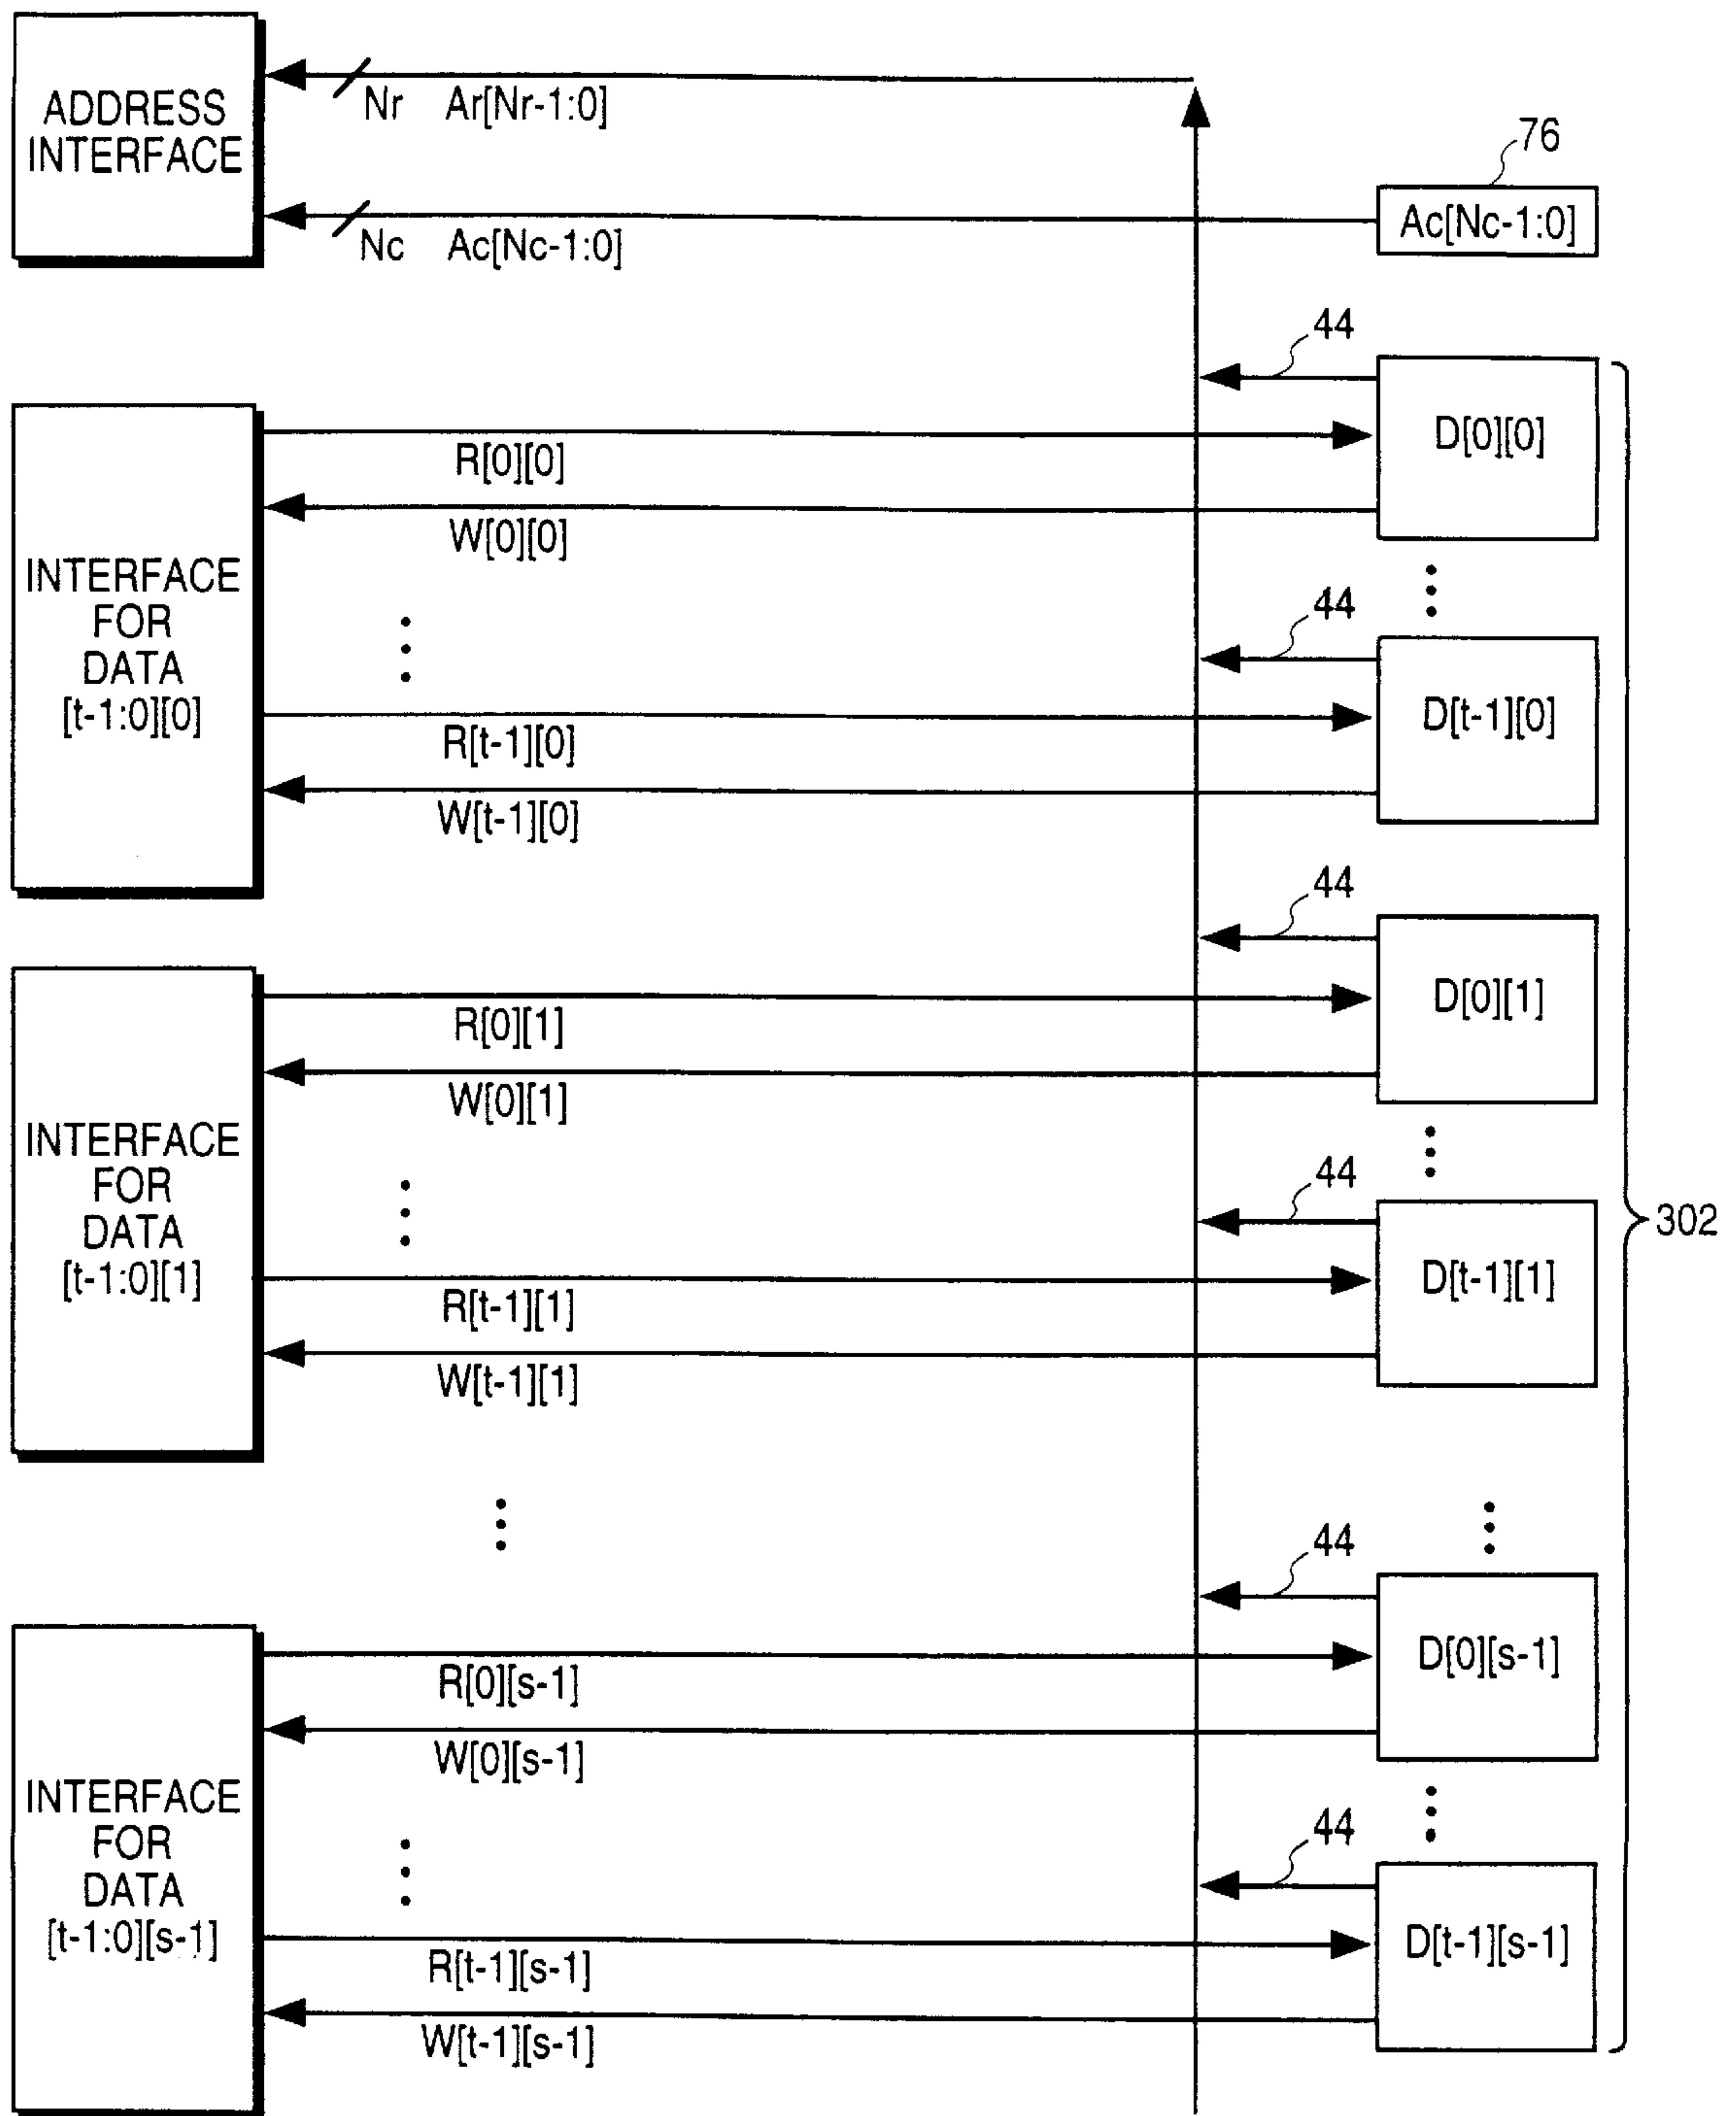 ADDRESS
INTERFACE
Nr Ar[Nr-1:0]
Nc Ac[Nc-1:0]
76
Ac[Nc-1:0]
44
D[0][0]
R[0][0]
W[0][0]
INTERFACE
FOR
DATA
[t-1:0][0]
44
D[t-1][0]
R[t-1][0]
W[t-1][0]
44
D[0][1]
R[0][1]
W[0][1]
INTERFACE
FOR
DATA
[t-1:0][1]
44
D[t-1][1]
R[t-1][1]
W[t-1][1]
302
44
D[0][s-1]
R[0][s-1]
W[0][s-1]
INTERFACE
FOR
DATA
[t-1:0][s-1]
44
D[t-1][s-1]
R[t-1][s-1]
W[t-1][s-1]